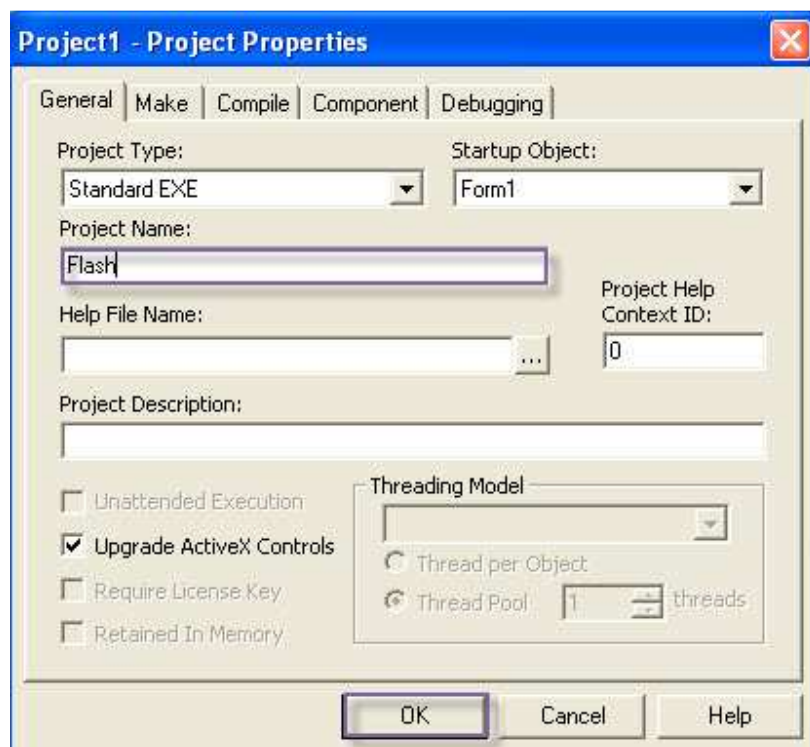 Project1 - Project Properties
General Make Compile Component Debugging
Project Type: Startup Object:
Standard EXE Form1
Project Name:
Flash
Project Help
Context ID:
Help File Name:
... 0
Project Description:
Unattended Execution
Upgrade ActiveX Controls
Require License Key
Retained In Memory
Threading Model
Thread per Object
Thread Pool 1 threads
OK Cancel Help